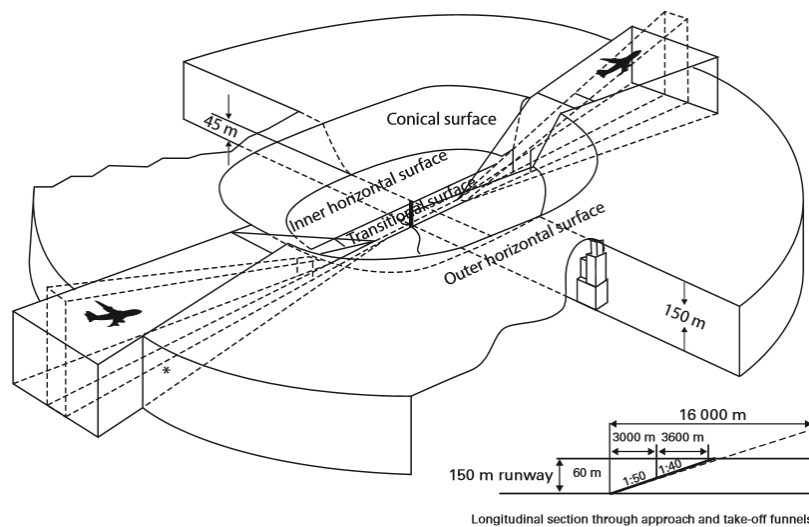 45 m
Conical surface
Inner horizontal surface
Transitional surface
Outer horizontal surface
150 m
*
16 000 m
3000 m 3600 m
150 m runway 60 m 1:50 1:40
Longitudinal section through approach and take-off funnels